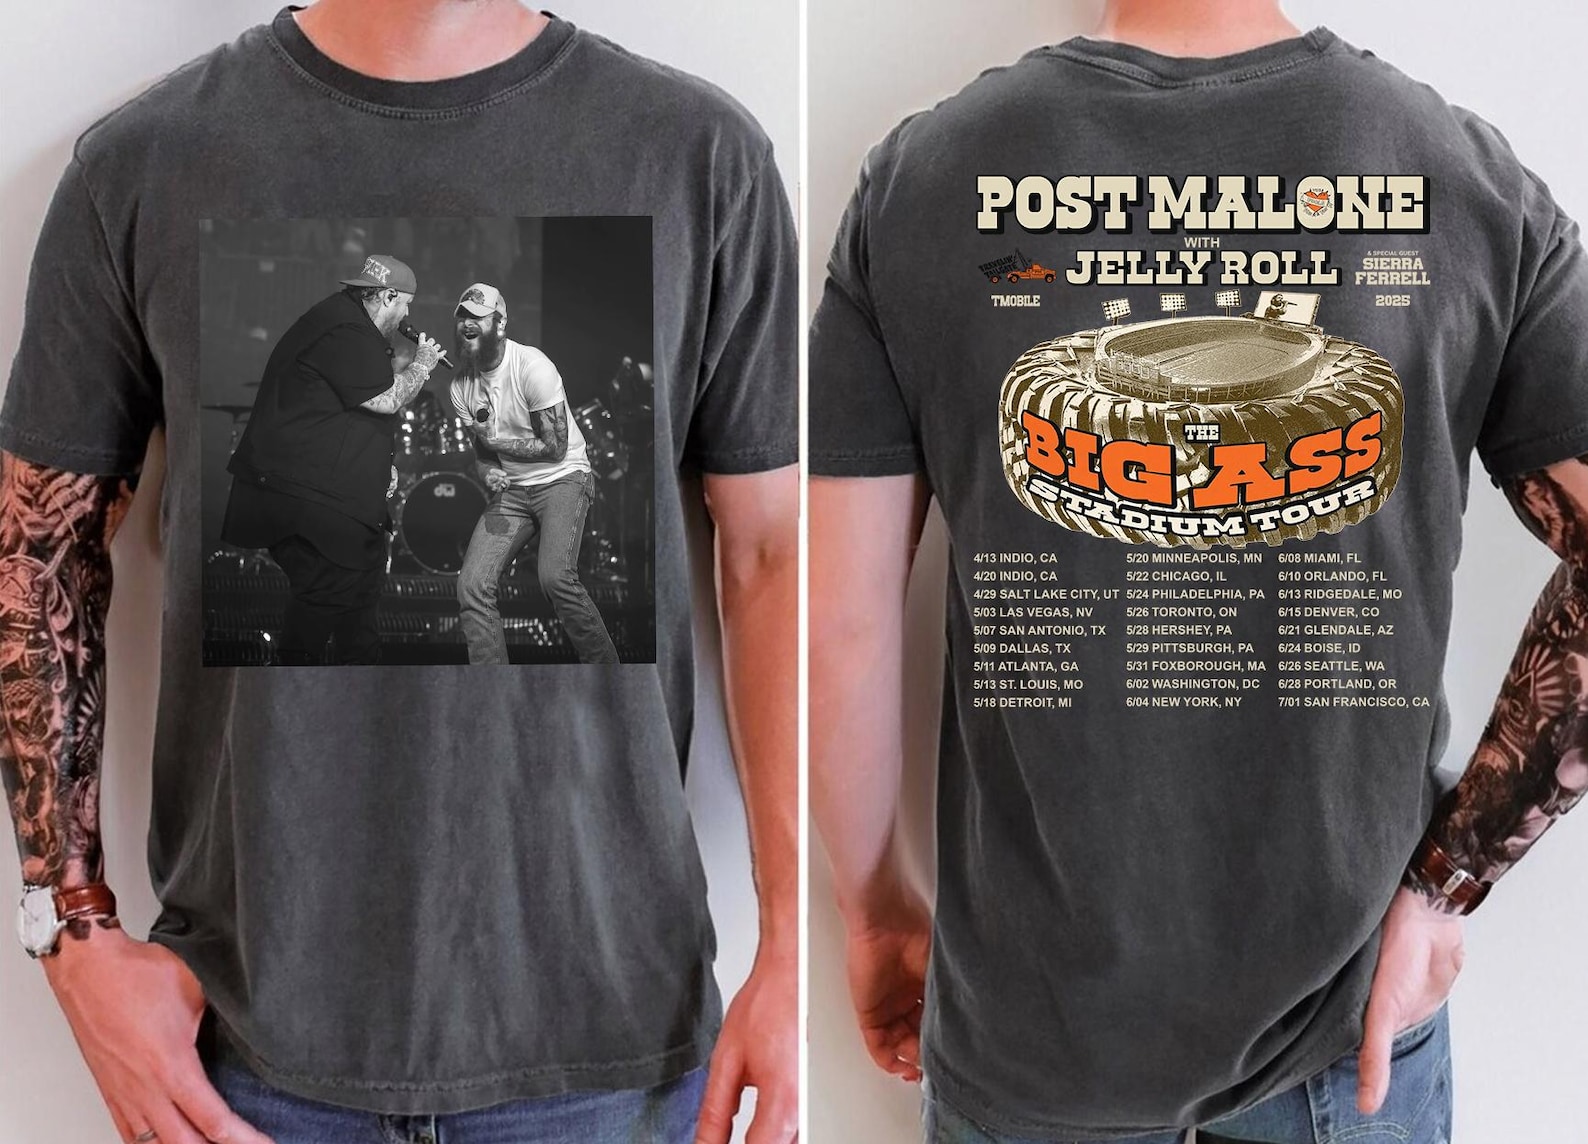 dw
POST MALONE
WITH
JELLY ROLL
TMOBILE
& SPECIAL GUEST
SIERRA
FERRELL
2025
THE
BIG ASS
STADIUM TOUR
4/13 INDIO, CA
4/20 INDIO, CA
4/29 SALT LAKE CITY, UT
5/03 LAS VEGAS, NV
5/07 SAN ANTONIO, TX
5/09 DALLAS, TX
5/11 ATLANTA, GA
5/13 ST. LOUIS, MO
5/18 DETROIT, MI
5/20 MINNEAPOLIS, MN
5/22 CHICAGO, IL
5/24 PHILADELPHIA, PA
5/26 TORONTO, ON
5/28 HERSHEY, PA
5/29 PITTSBURGH, PA
5/31 FOXBOROUGH, MA
6/02 WASHINGTON, DC
6/04 NEW YORK, NY
6/08 MIAMI, FL
6/10 ORLANDO, FL
6/13 RIDGEDALE, MO
6/15 DENVER, CO
6/21 GLENDALE, AZ
6/24 BOISE, ID
6/26 SEATTLE, WA
6/28 PORTLAND, OR
7/01 SAN FRANCISCO, CA